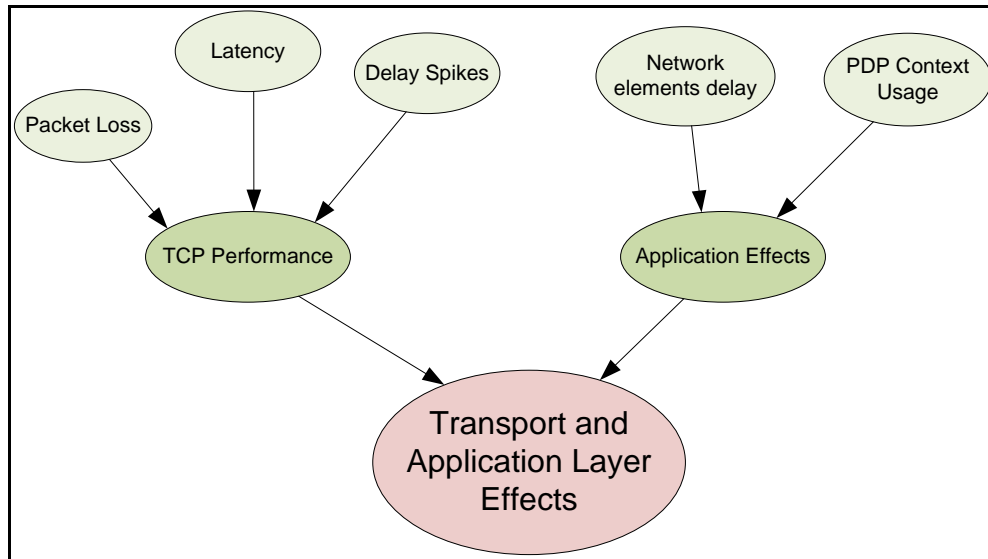 Packet Loss
Latency
Delay Spikes
Network
elements delay
PDP Context
Usage
TCP Performance
Application Effects
Transport and
Application Layer
Effects